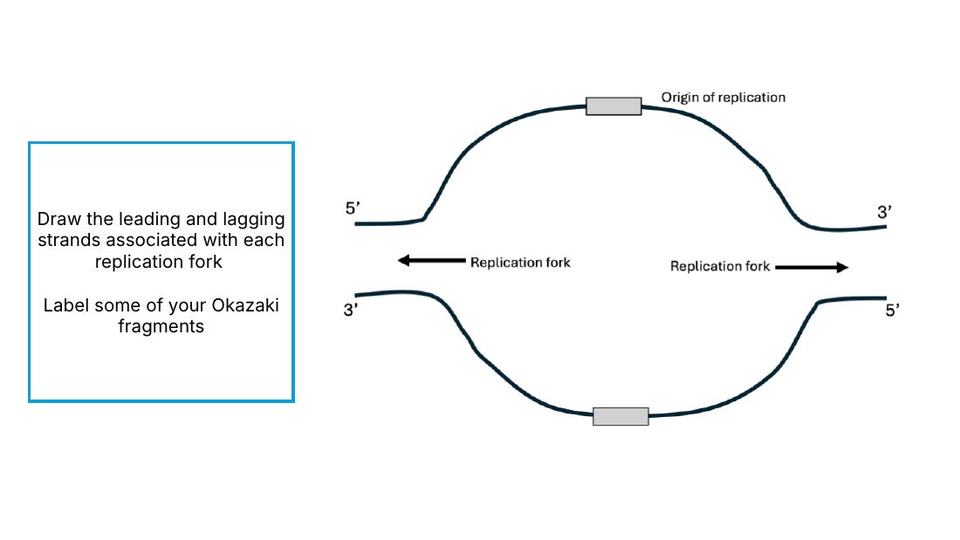 Origin of replication
5’
3’
Draw the leading and lagging
strands associated with each
replication fork
Replication fork
Replication fork
Label some of your Okazaki
fragments
3’
5’